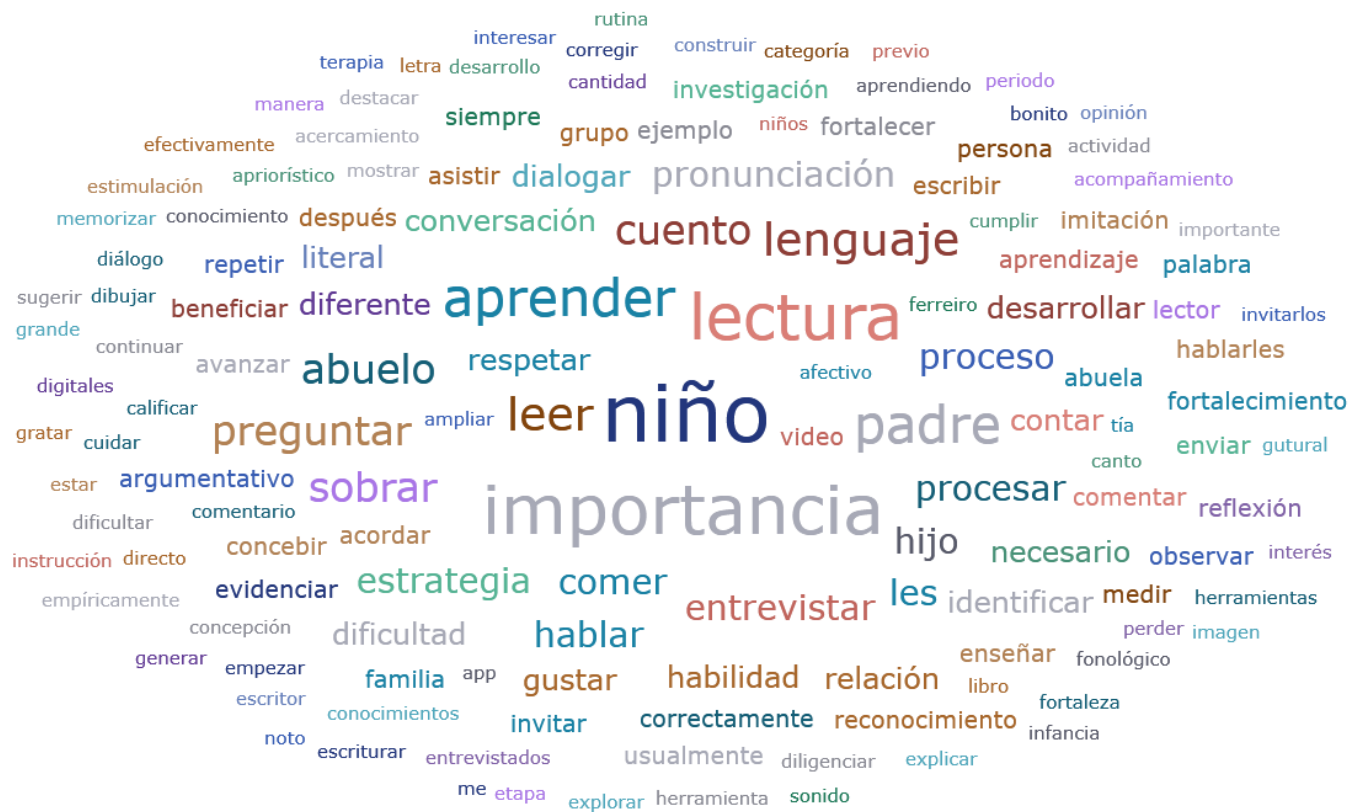 rutina
interesar corregir construir categoría previo
terapia letra desarrollo
cantidad investigación aprendiendo periodo
manera destacar siempre grupo ejemplo niños fortalecer bonito opinión
efectivamente acercamiento persona actividad
estimulación apriorístico mostrar asistir dialogar pronunciación escribir acompañamiento
memorizar conocimiento después conversación cuento lenguaje cumplir imitación importante
diálogo repetir literal aprendizaje palabra
sugerir dibujar beneficiar diferente aprender lectura ferreiro desarrollar lector invitarlos
grande
continuar avanzar abuelo respetar afectivo proceso hablarles
digitales abuela
calificar preguntar ampliar leer niño video padre contar tía fortalecimiento
gratar cuidar enviar gutural
estar argumentativo sobrar importancia canto procesar comentar reflexión
dificultar comentario
instrucción directo concebir acordar hijo necesario observar interés
empíricamente evidenciar estrategia comer entrevistar les identificar medir herramientas
concepción dificultad hablar perder imagen
generar empezar familia app gustar habilidad relación enseñar fonológico
escritor conocimientos invitar correctamente reconocimiento libro fortaleza
noto escriturar entrevistados usualmente diligenciar explicar infancia
me etapa explorar herramienta sonido